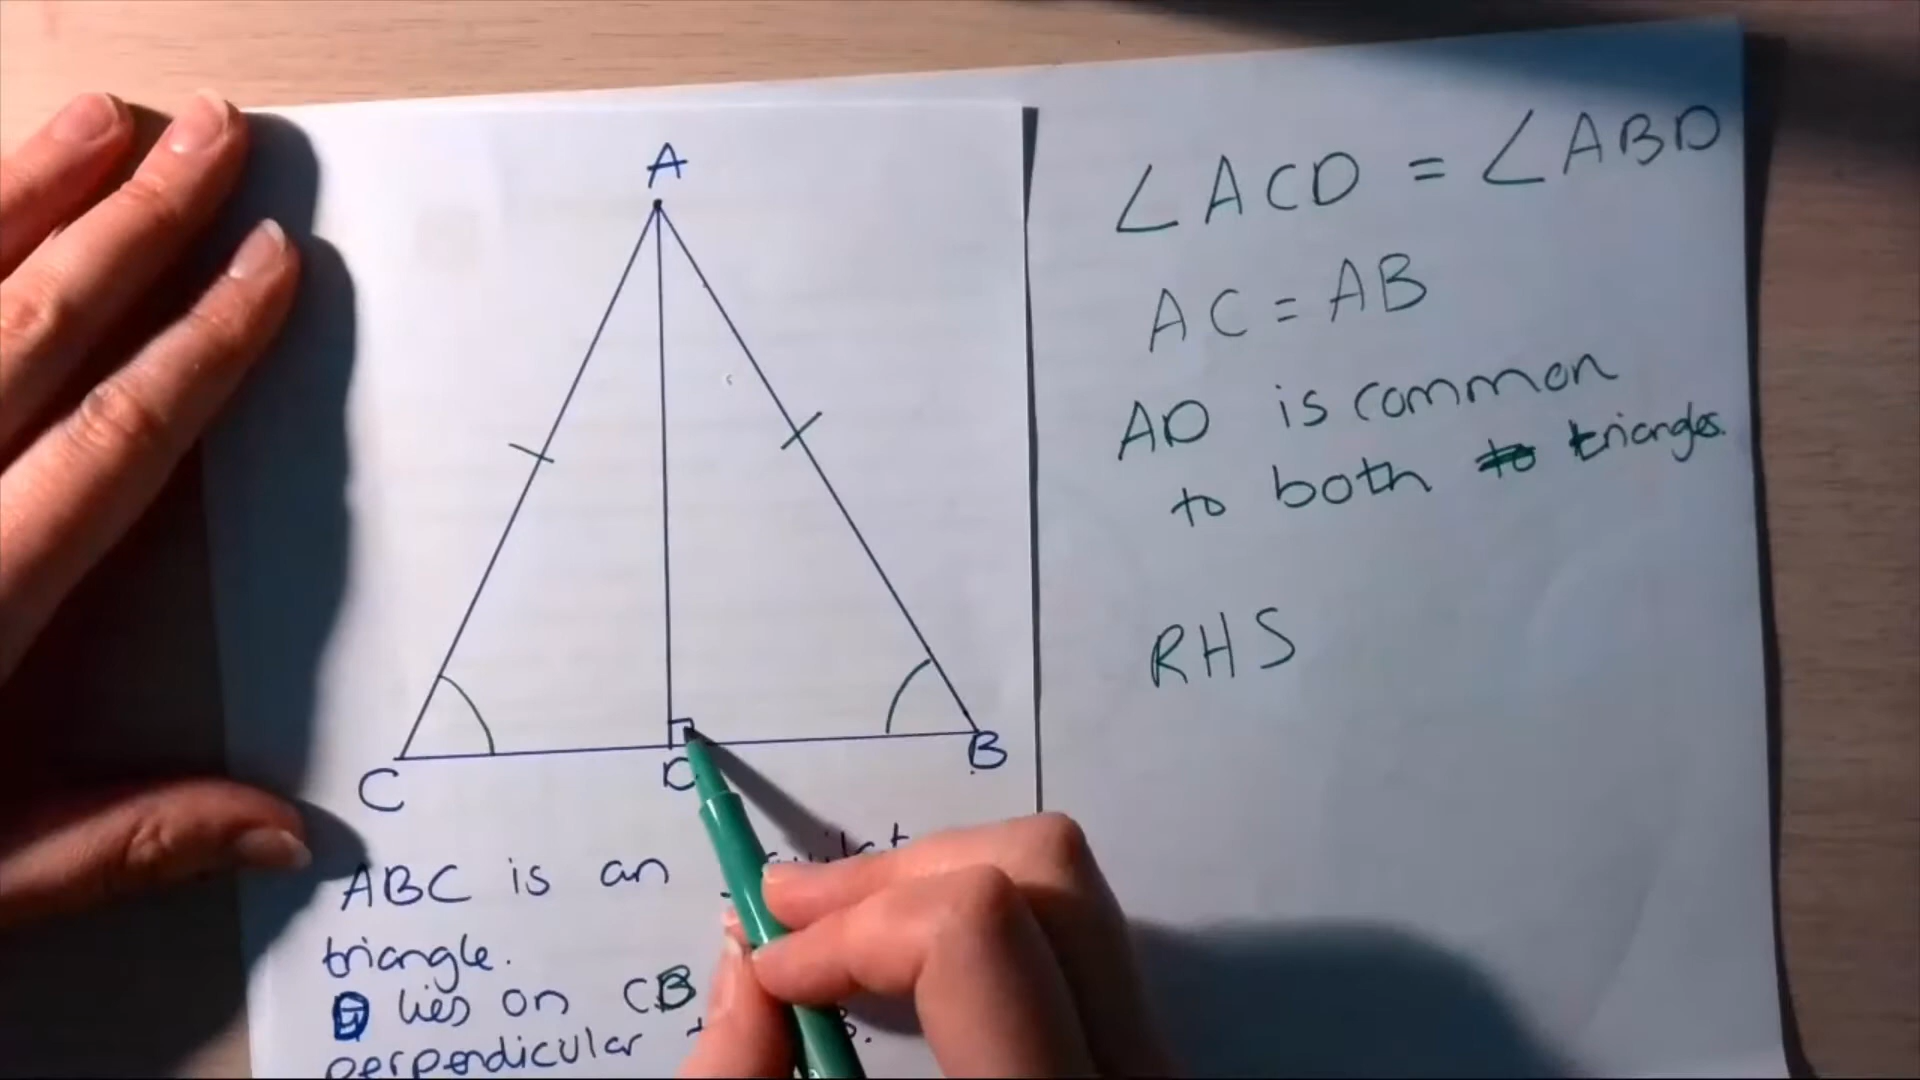 A
C
D
B
ABC is an
triangle.
lies on CB
perpendicular
∠ACD = ∠ABD
AC = AB
AD is common
to both to triangles.
RHS